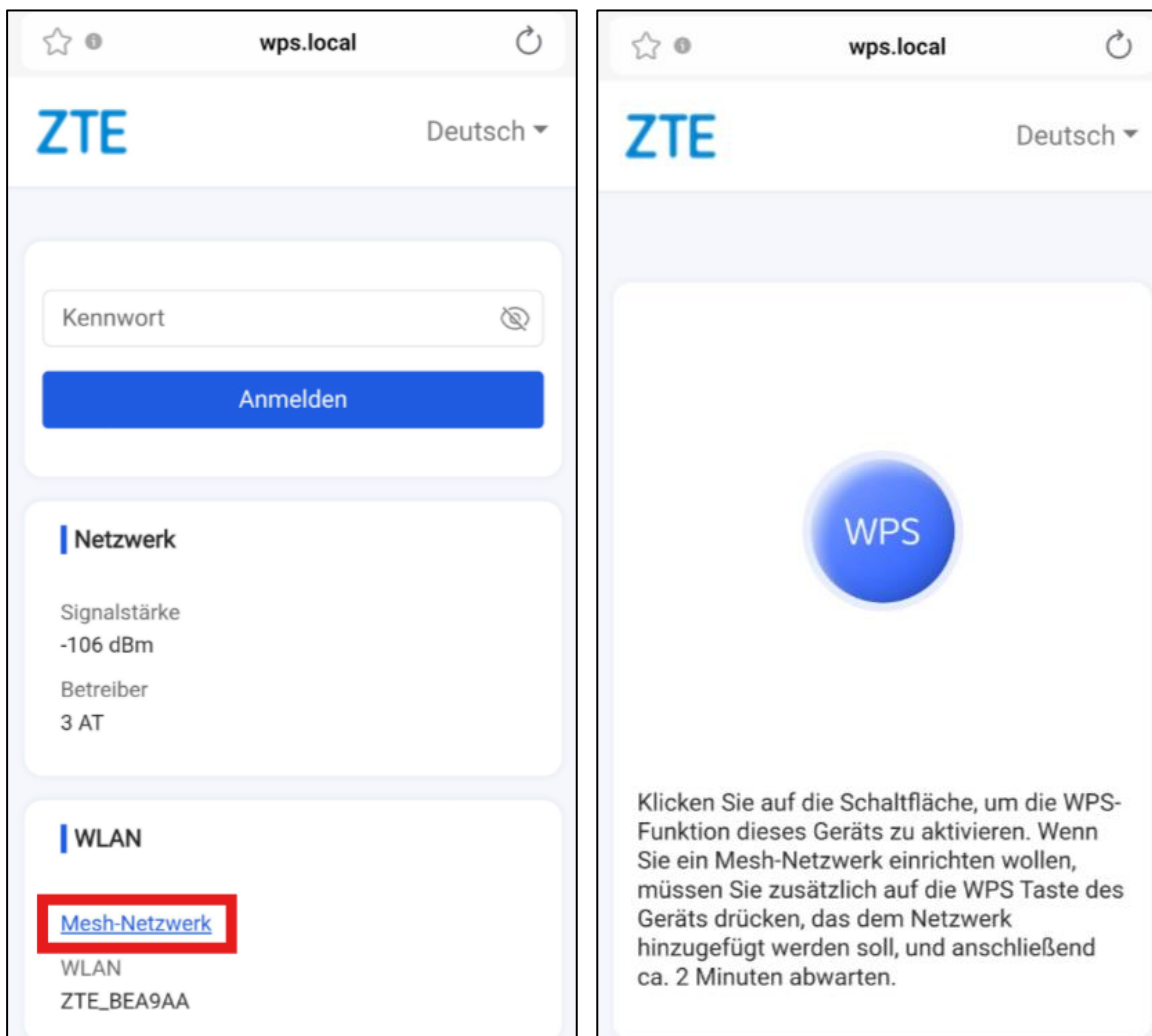 wps.local
ZTE
Deutsch
Kennwort
Anmelden
Netzwerk
Signalstärke
-106 dBm
Betreiber
3 AT
WLAN
Mesh-Netzwerk
WLAN
ZTE_BEA9AA
wps.local
ZTE
Deutsch
WPS
Klicken Sie auf die Schaltfläche, um die WPS-
Funktion dieses Geräts zu aktivieren. Wenn
Sie ein Mesh-Netzwerk einrichten wollen,
müssen Sie zusätzlich auf die WPS Taste des
Geräts drücken, das dem Netzwerk
hinzugefügt werden soll, und anschließend
ca. 2 Minuten abwarten.